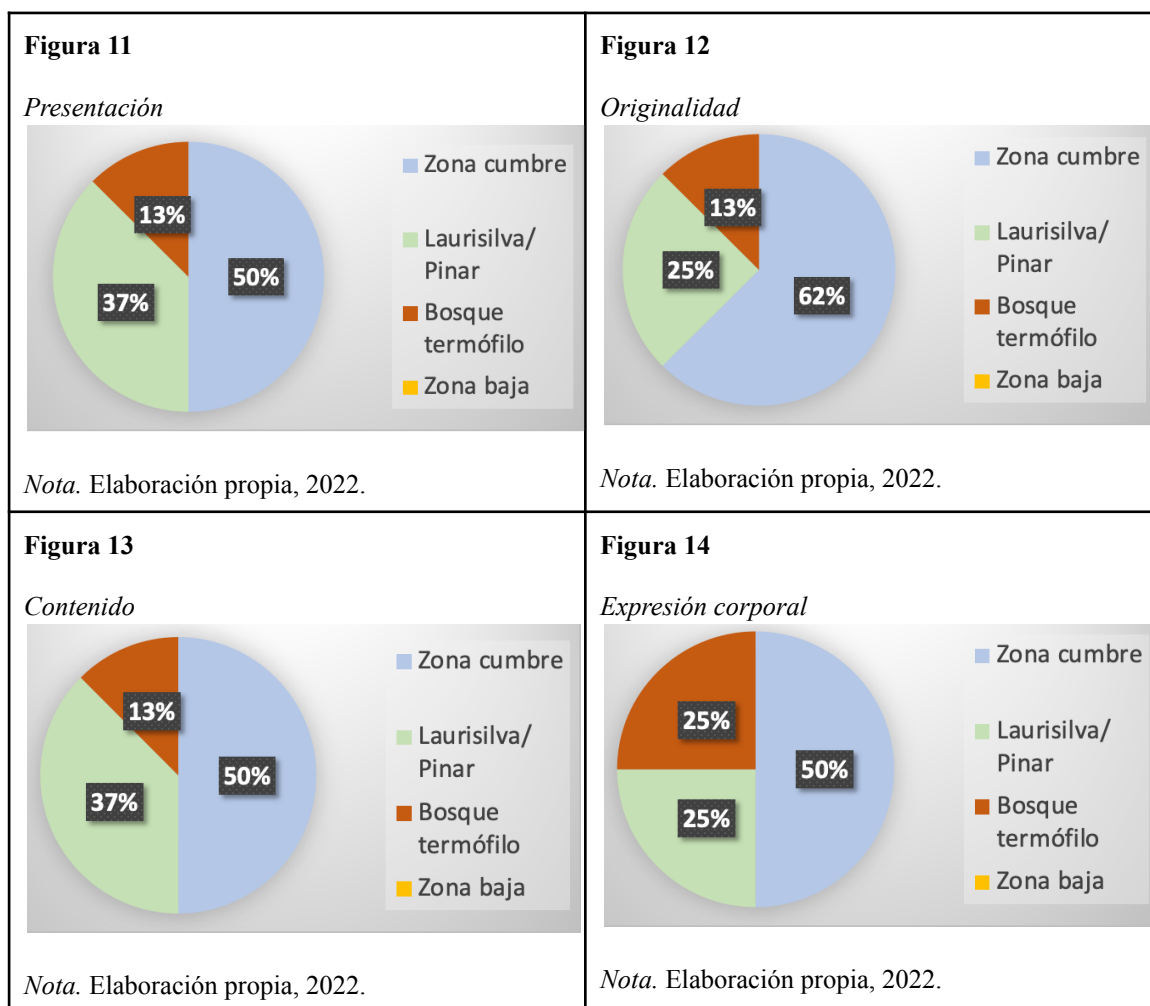 Figura 11
Presentación
13%
37%
50%
Zona cumbre
Laurisilva/
Pinar
Bosque
termófilo
Zona baja
Nota. Elaboración propia, 2022.
Figura 12
Originalidad
13%
25%
62%
Zona cumbre
Laurisilva/
Pinar
Bosque
termófilo
Zona baja
Nota. Elaboración propia, 2022.
Figura 13
Contenido
13%
37%
50%
Zona cumbre
Laurisilva/
Pinar
Bosque
termófilo
Zona baja
Nota. Elaboración propia, 2022.
Figura 14
Expresión corporal
25%
25%
50%
Zona cumbre
Laurisilva/
Pinar
Bosque
termófilo
Zona baja
Nota. Elaboración propia, 2022.